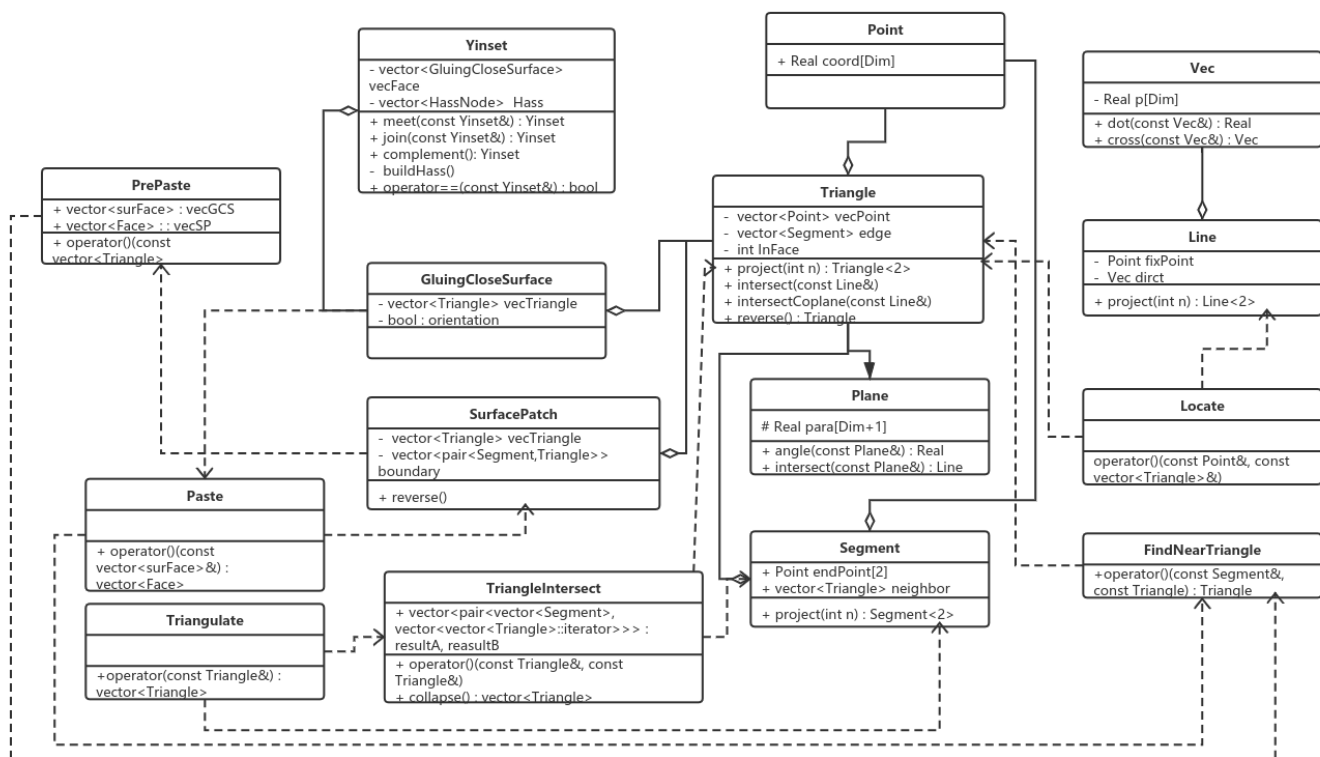 Yinset
- vector<GluingCloseSurface>
vecFace
- vector<HassNode> Hass
+ meet(const Yinset&) : Yinset
+ join(const Yinset&) : Yinset
+ complement(): Yinset
- buildHass()
+ operator==(const Yinset&) : bool
Point
+ Real coord[Dim]
Vec
- Real p[Dim]
+ dot(const Vec&) : Real
+ cross(const Vec&) : Vec
PrePaste
+ vector<surFace> : vecGCS
+ vector<Face> : : vecSP
+ operator()(const
vector<Triangle>
Triangle
- vector<Point> vecPoint
- vector<Segment> edge
- int InFace
+ project(int n) : Triangle<2>
+ intersect(const Line&)
+ intersectCoplane(const Line&)
+ reverse() : Triangle
Line
- Point fixPoint
- Vec dirct
+ project(int n) : Line<2>
GluingCloseSurface
- vector<Triangle> vecTriangle
- bool : orientation
SurfacePatch
- vector<Triangle> vecTriangle
- vector<pair<Segment,Triangle>>
boundary
+ reverse()
Plane
# Real para[Dim+1]
+ angle(const Plane&) : Real
+ intersect(const Plane&) : Line
Locate
operator()(const Point&, const
vector<Triangle>&)
Paste
+ operator()(const
vector<surFace>&) :
vector<Face>
Segment
+ Point endPoint[2]
+ vector<Triangle> neighbor
+ project(int n) : Segment<2>
FindNearTriangle
+operator()(const Segment&,
const Triangle) : Triangle
TriangleIntersect
+ vector<pair<vector<Segment>,
vector<vector<Triangle>::iterator>>> :
resultA, reasultB
+ operator()(const Triangle&, const
Triangle&)
+ collapse() : vector<Triangle>
Triangulate
+operator(const Triangle&) :
vector<Triangle>